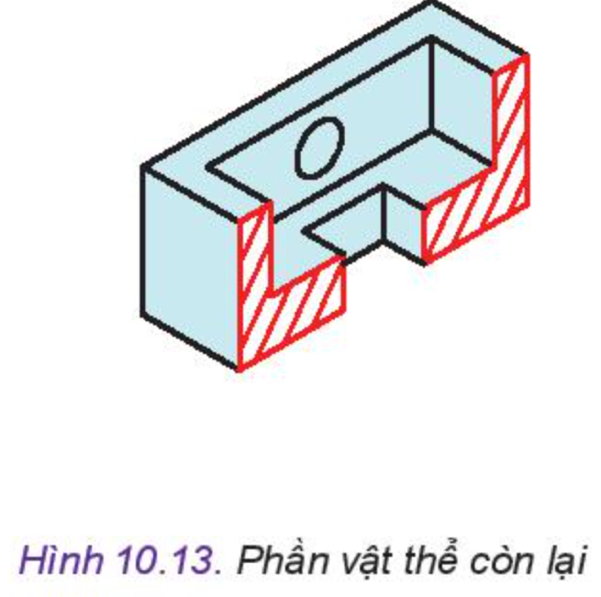 Hình 10.13. Phần vật thể còn lại